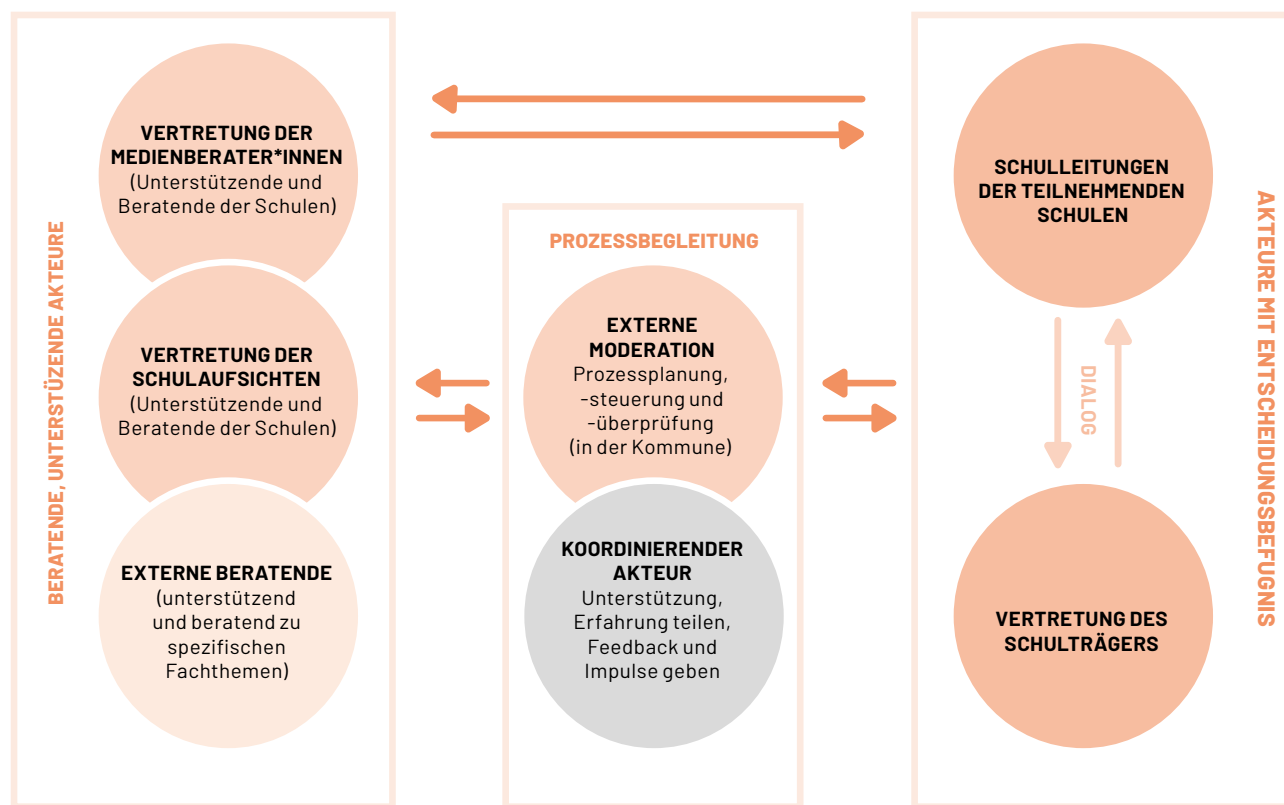 BERATENDE, UNTERSTÜZENDE AKTEURE
VERTRETUNG DER
MEDIENBERATER*INNEN
(Unterstützende und
Beratende der Schulen)
VERTRETUNG DER
SCHULAUFSICHTEN
(Unterstützende und
Beratende der Schulen)
EXTERNE BERATENDE
(unterstützend
und beratend zu
spezifischen
Fachthemen)
PROZESSBEGLEITUNG
EXTERNE
MODERATION
Prozessplanung,
-steuerung und
-überprüfung
(in der Kommune)
KOORDINIERENDER
AKTEUR
Unterstützung,
Erfahrung teilen,
Feedback und
Impulse geben
SCHULLEITUNGEN
DER TEILNEHMENDEN
SCHULEN
DIALOG
VERTRETUNG DES
SCHULTRÄGERS
AKTEURE MIT ENTSCHEIDUNGSBEFUGNIS